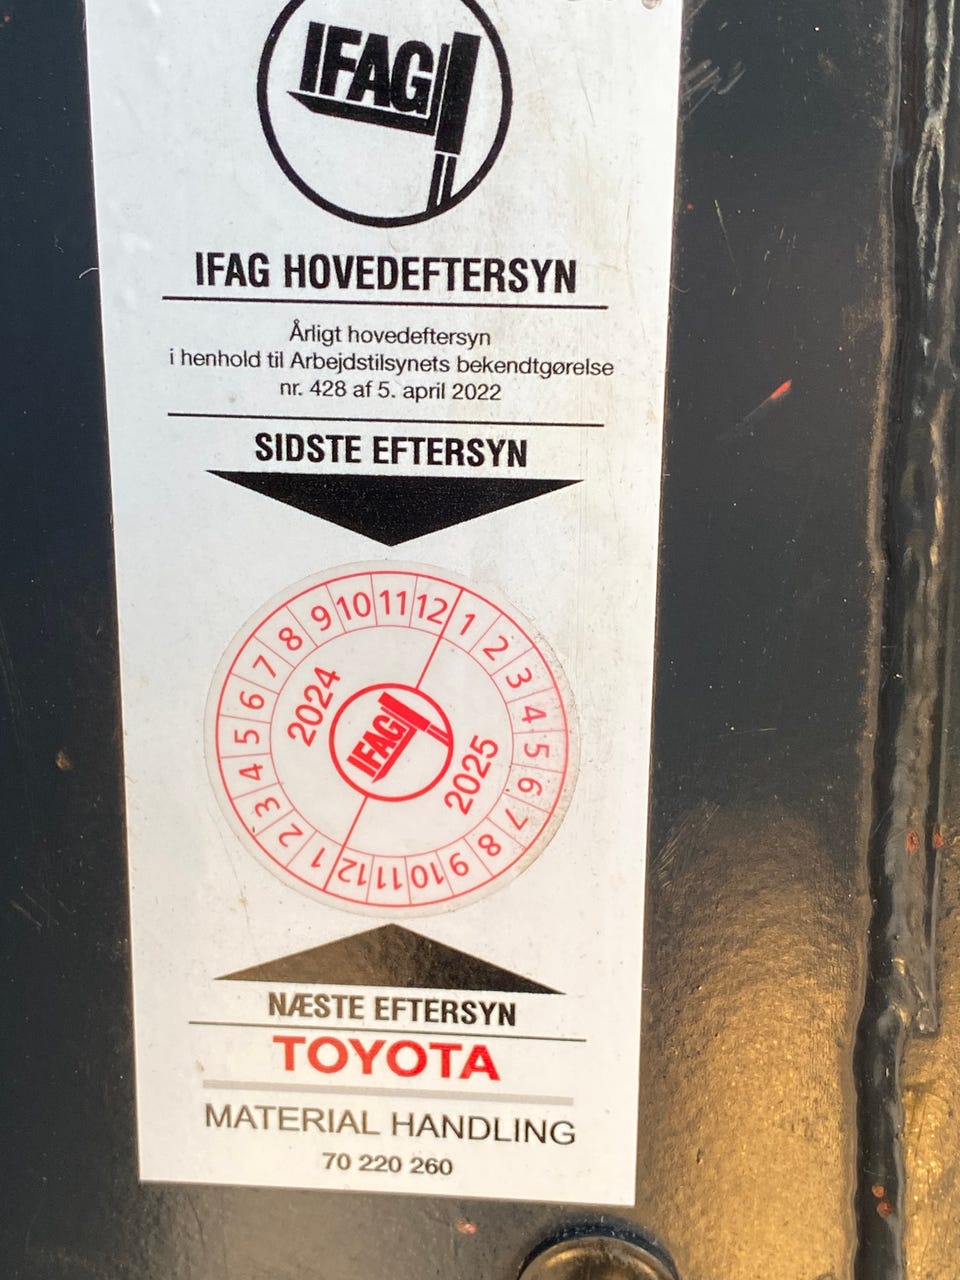 IFAG
IFAG HOVEDEFTERSYN
Årligt hovedeftersyn
i henhold til Arbejdstilsynets bekendtgørelse
nr. 428 af 5. april 2022
SIDSTE EFTERSYN
1 2 3 4 5 6 7 8 9 10 11 12
2024
IFAG
2025
1 2 3 4 5 6 7 8 9 10 11 12
NÆSTE EFTERSYN
TOYOTA
MATERIAL HANDLING
70 220 260